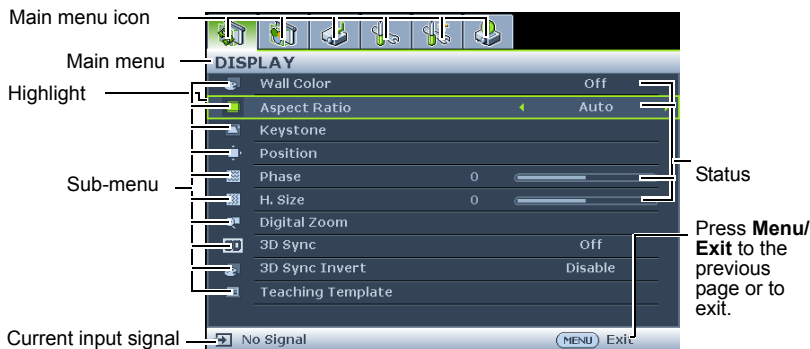 Main menu icon
Main menu
DISPLAY
Wall Color Off
Highlight
Aspect Ratio Auto
Keystone
Position
Sub-menu
Phase 0
Status
H. Size 0
Digital Zoom
3D Sync Off
3D Sync Invert Disable
Teaching Template
Press Menu/
Exit to the
previous
page or to
exit.
Current input signal
No Signal
MENU Exit